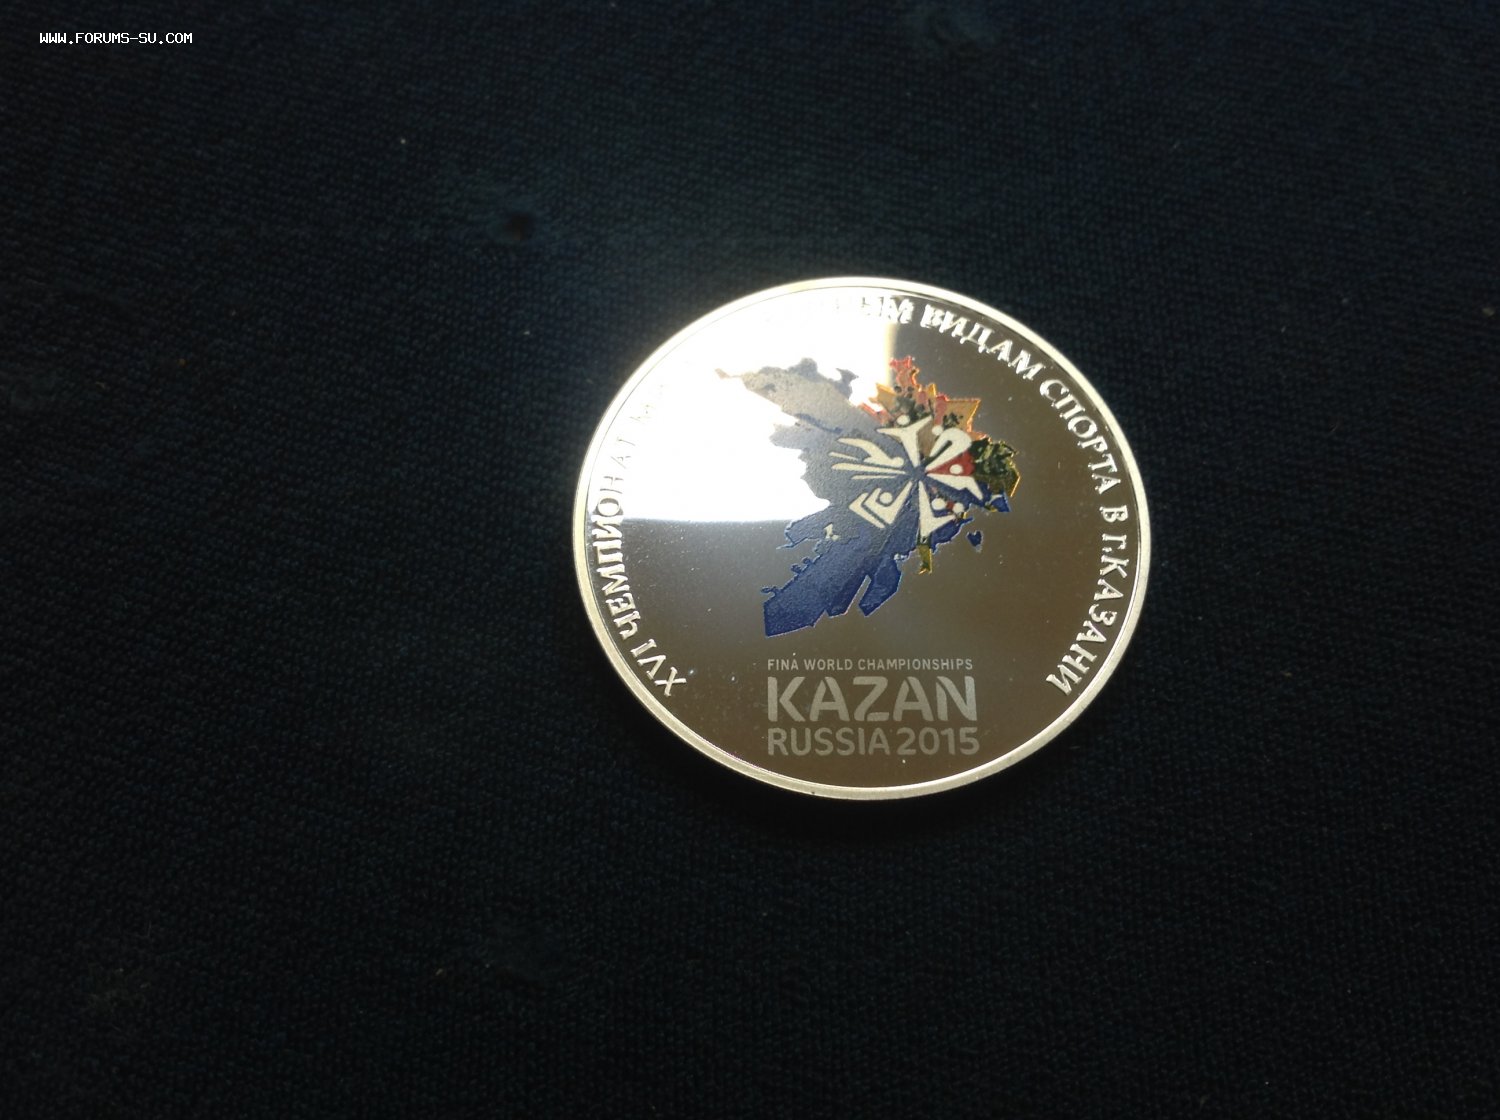 WWW.FORUMS-SU.COM
XVI ЧЕМПИОНАТ ВИДАМ СПОРТА В Г.КАЗАНИ
FINA WORLD CHAMPIONSHIPS
KAZAN
RUSSIA 2015